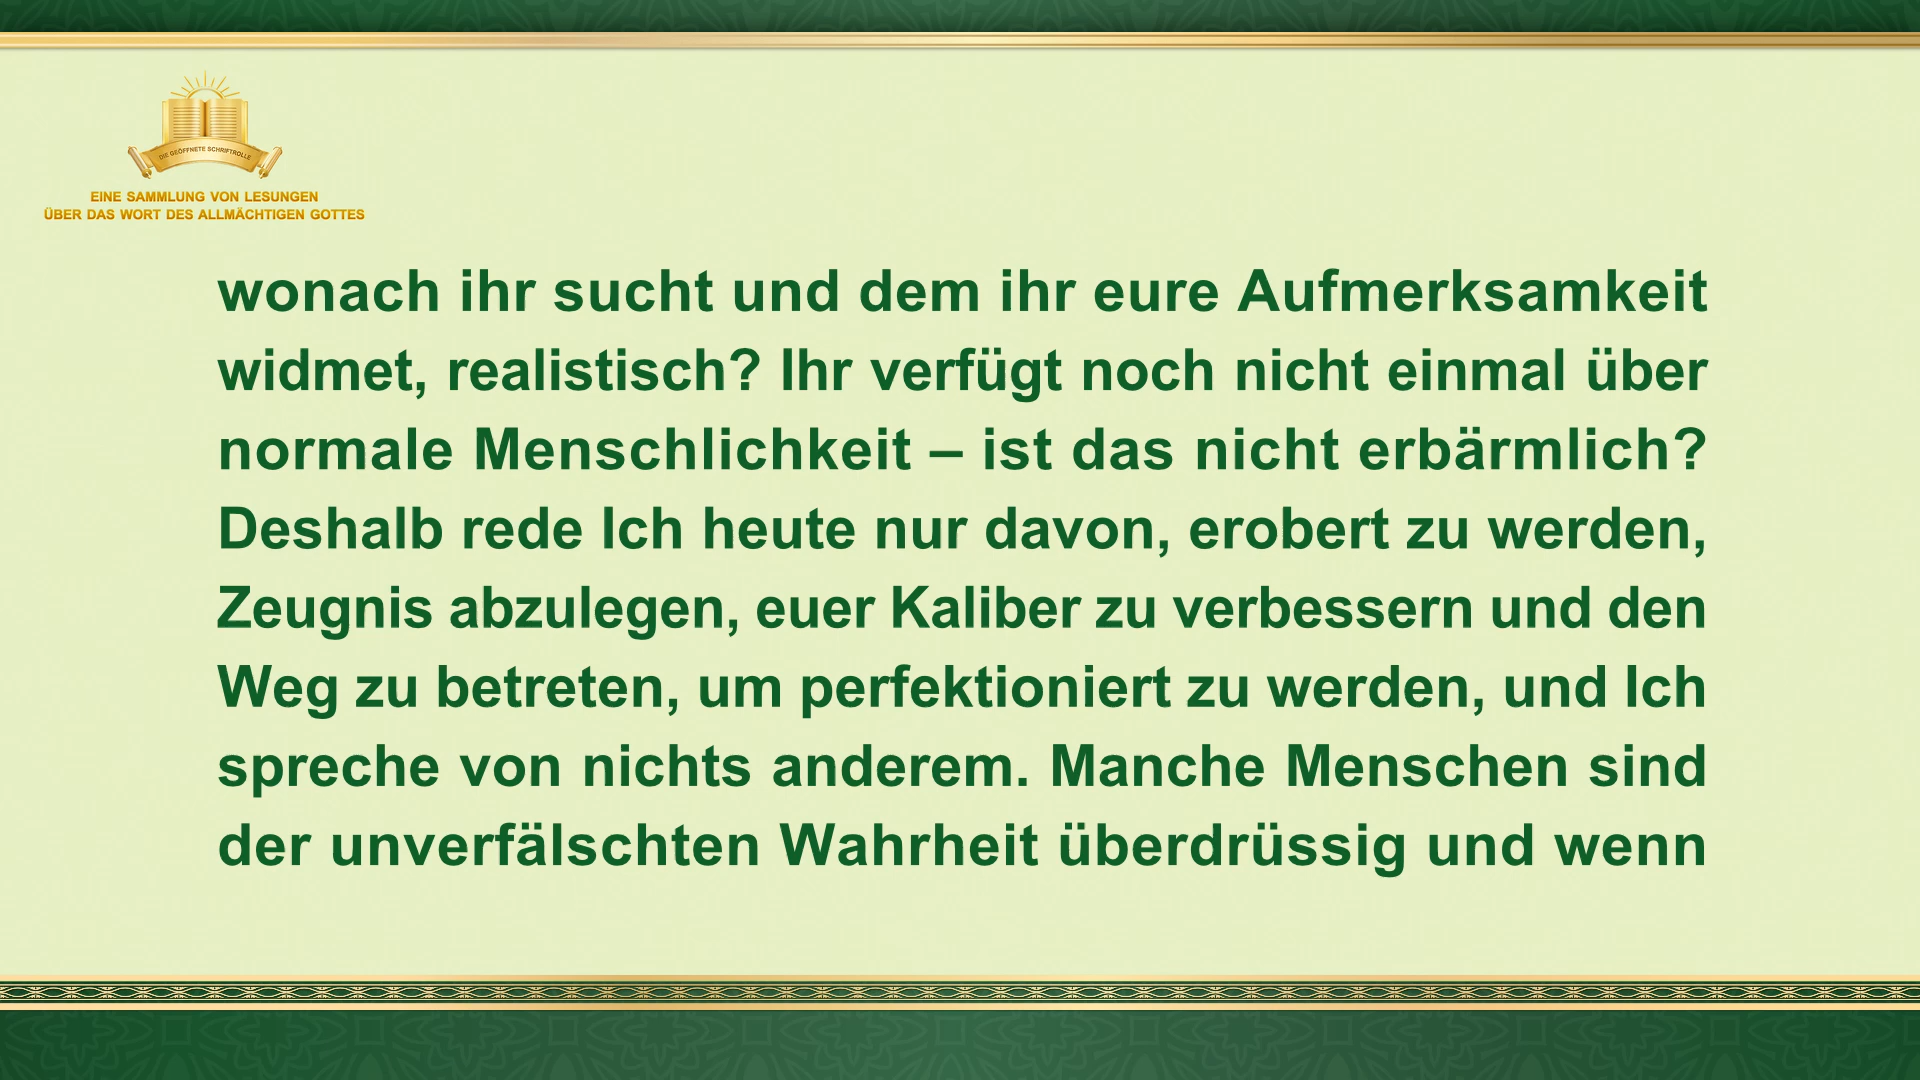 DIE GEÖFFNETE SCHRIFTROLLE
EINE SAMMLUNG VON LESUNGEN
ÜBER DAS WORT DES ALLMÄCHTIGEN GOTTES
wonach ihr sucht und dem ihr eure Aufmerksamkeit
widmet, realistisch? Ihr verfügt noch nicht einmal über
normale Menschlichkeit – ist das nicht erbärmlich?
Deshalb rede Ich heute nur davon, erobert zu werden,
Zeugnis abzulegen, euer Kaliber zu verbessern und den
Weg zu betreten, um perfektioniert zu werden, und Ich
spreche von nichts anderem. Manche Menschen sind
der unverfälschten Wahrheit überdrüssig und wenn